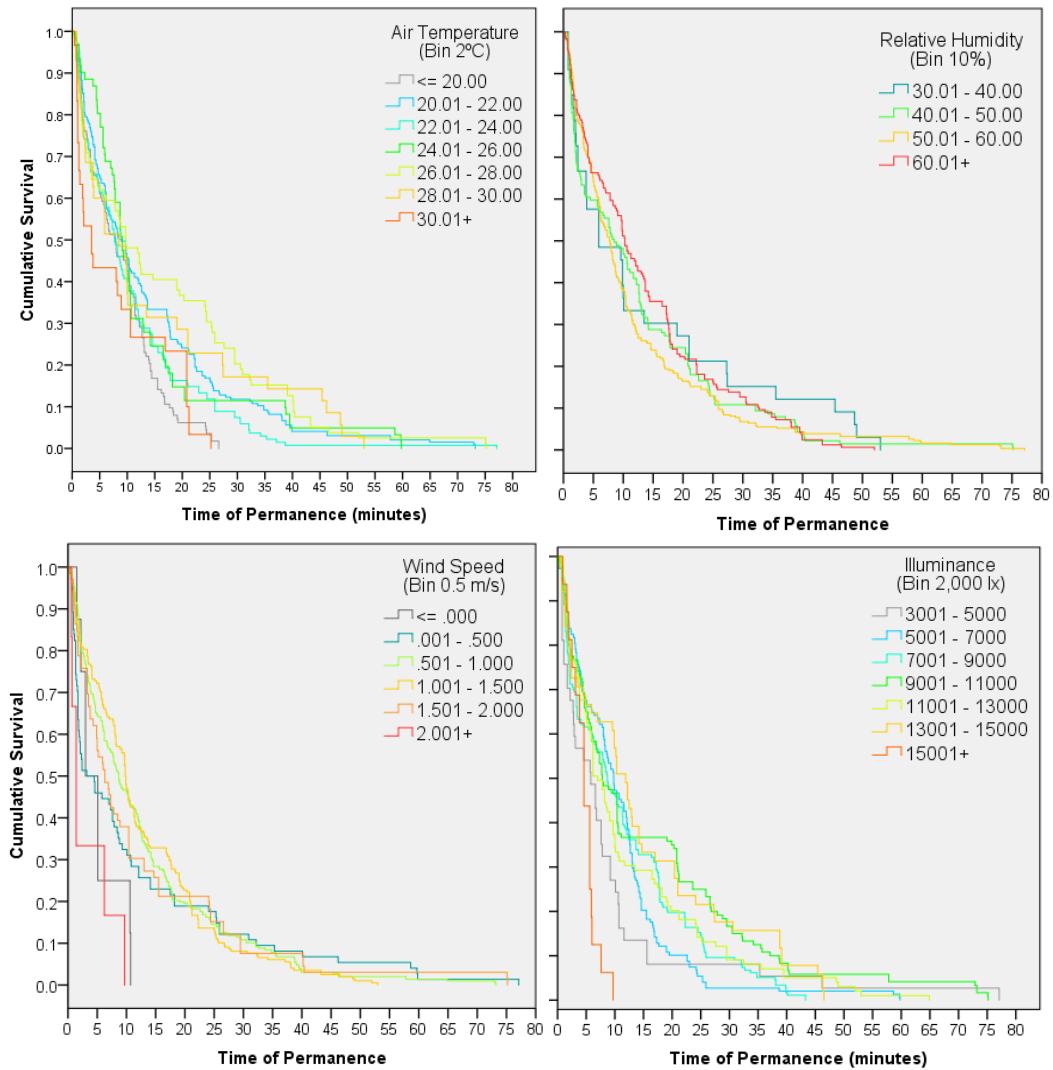 Air Temperature
(Bin 2ºC)
<= 20.00
20.01 - 22.00
22.01 - 24.00
24.01 - 26.00
26.01 - 28.00
28.01 - 30.00
30.01+
Cumulative Survival
1.0
0.9
0.8
0.7
0.6
0.5
0.4
0.3
0.2
0.1
0.0
0 5 10 15 20 25 30 35 40 45 50 55 60 65 70 75 80
Time of Permanence (minutes)
Relative Humidity
(Bin 10%)
30.01 - 40.00
40.01 - 50.00
50.01 - 60.00
60.01+
0 5 10 15 20 25 30 35 40 45 50 55 60 65 70 75 80
Time of Permanence
Wind Speed
(Bin 0.5 m/s)
<= .000
.001 - .500
.501 - 1.000
1.001 - 1.500
1.501 - 2.000
2.001+
Cumulative Survival
1.0
0.9
0.8
0.7
0.6
0.5
0.4
0.3
0.2
0.1
0.0
0 5 10 15 20 25 30 35 40 45 50 55 60 65 70 75 80
Time of Permanence
Illuminance
(Bin 2,000 lx)
3001 - 5000
5001 - 7000
7001 - 9000
9001 - 11000
11001 - 13000
13001 - 15000
15001+
0 5 10 15 20 25 30 35 40 45 50 55 60 65 70 75 80
Time of Permanence (minutes)